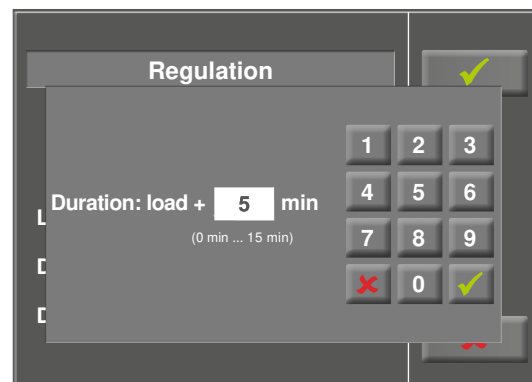 Regulation
Duration: load + 5 min
(0 min ... 15 min)
1 2 3
4 5 6
7 8 9
0
L
D
D